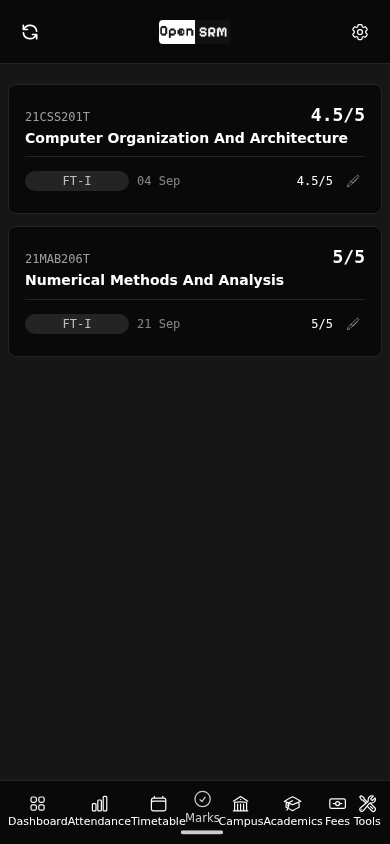 Open SRM
21CSS201T 4.5/5
Computer Organization And Architecture
FT-I 04 Sep 4.5/5
21MAB206T 5/5
Numerical Methods And Analysis
FT-I 21 Sep 5/5
Dashboard Attendance Timetable Marks Campus Academics Fees Tools